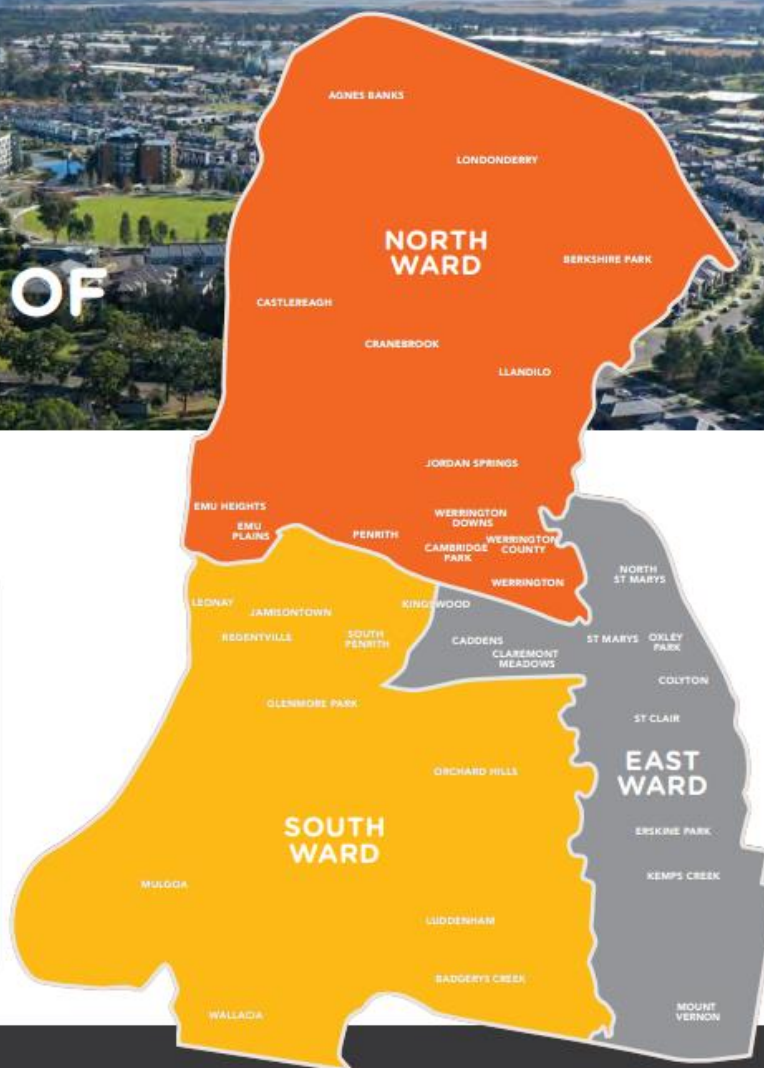 OF
AGNES BANKS
LONDONDERRY
NORTH
WARD
BERKSHIRE PARK
CASTLEREAGH
CRANEBROOK
LLANDILO
JORDAN SPRINGS
EMU HEIGHTS
EMU
PLAINS
PENRITH
WERRINGTON
DOWNS
CAMBRIDGE
PARK
WERRINGTON
COUNTY
WERRINGTON
NORTH
ST MARYS
LEONAY
JAMISONTOWN
KINGSWOOD
REGENTVILLE
SOUTH
PENRITH
CADDENS
CLAREMONT
MEADOWS
ST MARYS
OXLEY
PARK
COLYTON
GLENMORE PARK
ST CLAIR
ORCHARD HILLS
EAST
WARD
SOUTH
WARD
ERSKINE PARK
KEMPS CREEK
MULGOA
LUDDENHAM
BADGERYS CREEK
WALLACIA
MOUNT
VERNON